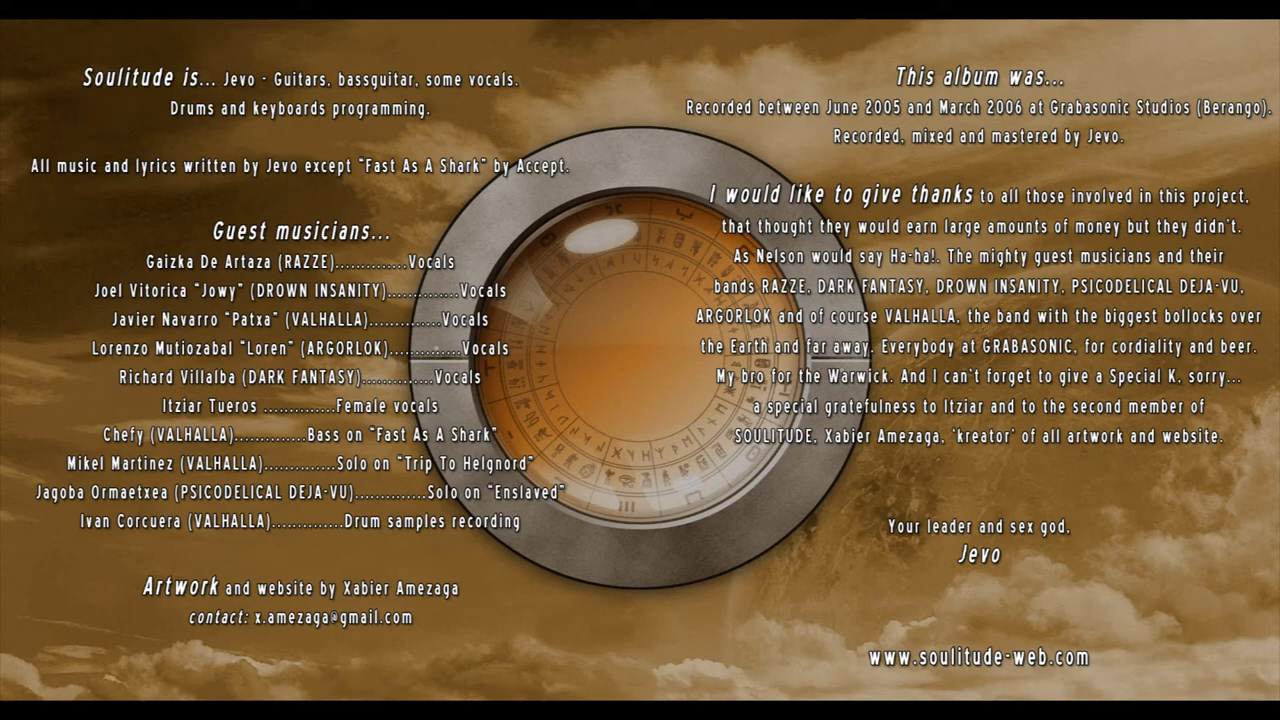 Soulitude is... Jevo - Guitars, bassguitar, some vocals.
Drums and keyboards programming.
All music and lyrics written by Jevo except "Fast As A Shark" by Accept.
Guest musicians...
Gaizka De Artaza (RAZZE).............Vocals
Joel Vitorica "Jowy" (DROWN INSANITY).............Vocals
Javier Navarro "Patxa" (VALHALLA).............Vocals
Lorenzo Mutiozabal "Loren" (ARGORLOK).............Vocals
Richard Villalba (DARK FANTASY).............Vocals
Itziar Tueros .............Female vocals
Chefy (VALHALLA).............Bass on "Fast As A Shark"
Mikel Martinez (VALHALLA).............Solo on "Trip To Helgnord"
Jagoba Ormaetxea (PSICODELICAL DEJA-VU).............Solo on "Enslaved"
Ivan Corcuera (VALHALLA).............Drum samples recording
Artwork and website by Xabier Amezaga
contact: x.amezaga@gmail.com
This album was...
Recorded between June 2005 and March 2006 at Grabasonic Studios (Berango).
Recorded, mixed and mastered by Jevo.
I would like to give thanks to all those involved in this project,
that thought they would earn large amounts of money but they didn't.
As Nelson would say Ha-ha!. The mighty guest musicians and their
bands RAZZE, DARK FANTASY, DROWN INSANITY, PSICODELICAL DEJA-VU,
ARGORLOK and of course VALHALLA, the band with the biggest bollocks over
the Earth and far away. Everybody at GRABASONIC, for cordiality and beer.
My bro for the Warwick. And I can't forget to give a Special K, sorry...
a special gratefulness to Itziar and to the second member of
SOULITUDE, Xabier Amezaga, 'kreator' of all artwork and website.
Your leader and sex god.
Jevo
www.soulitude-web.com